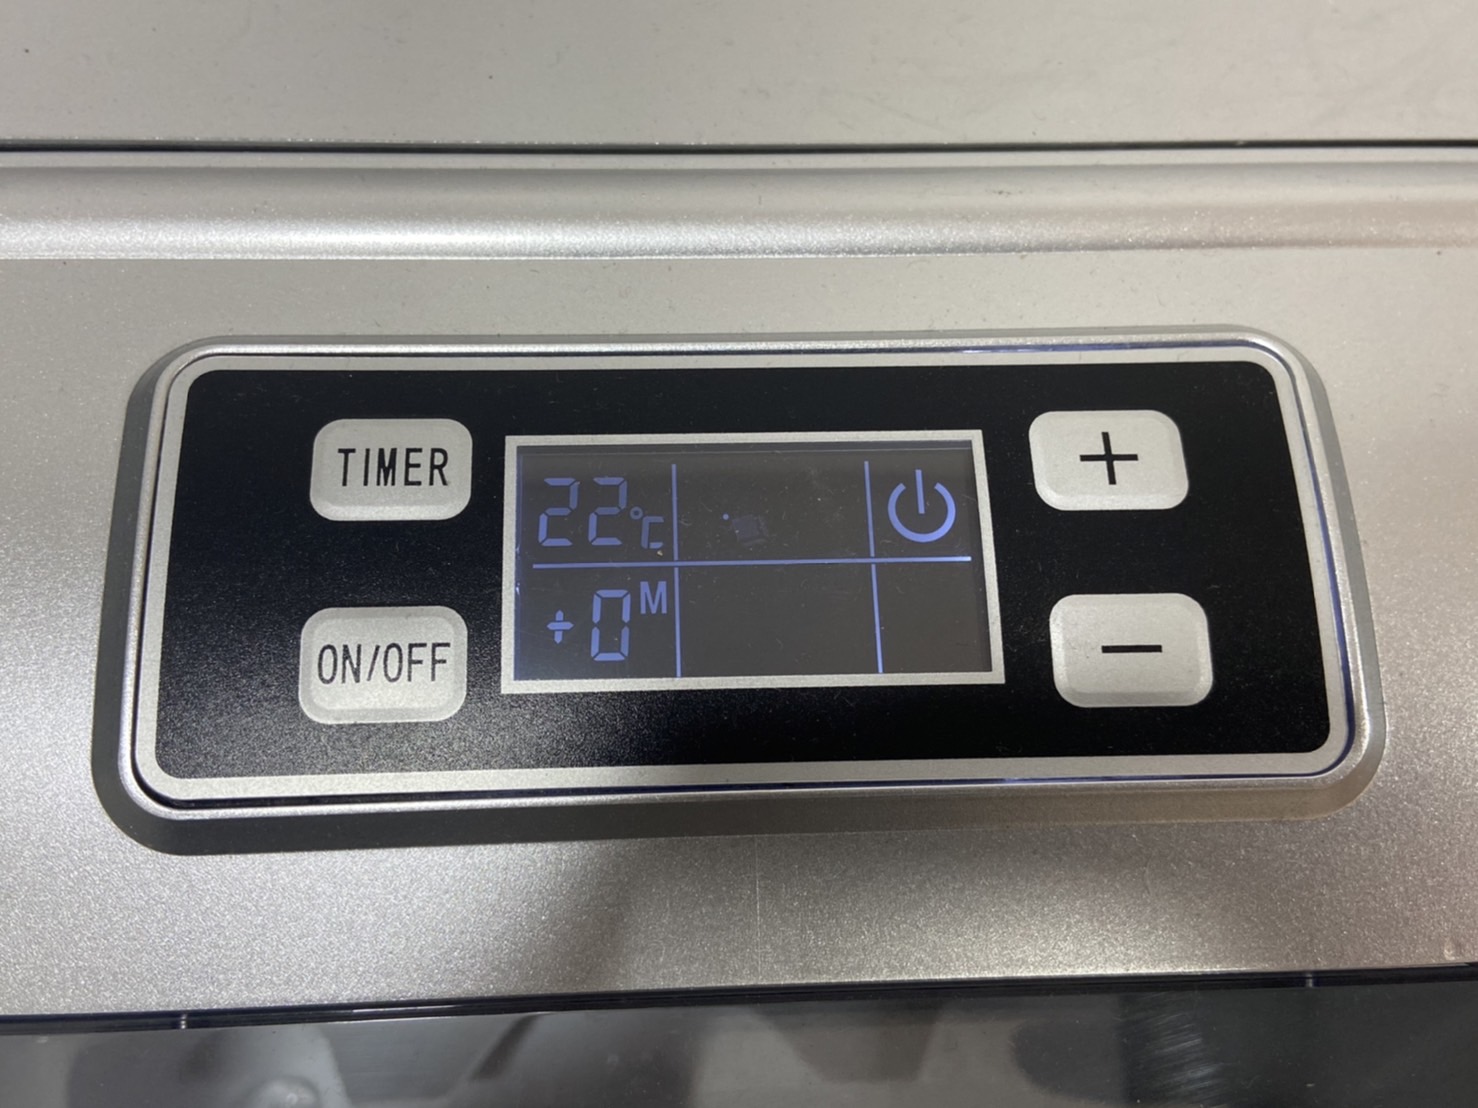 TIMER
22°C
+
ON/OFF
+0M
−